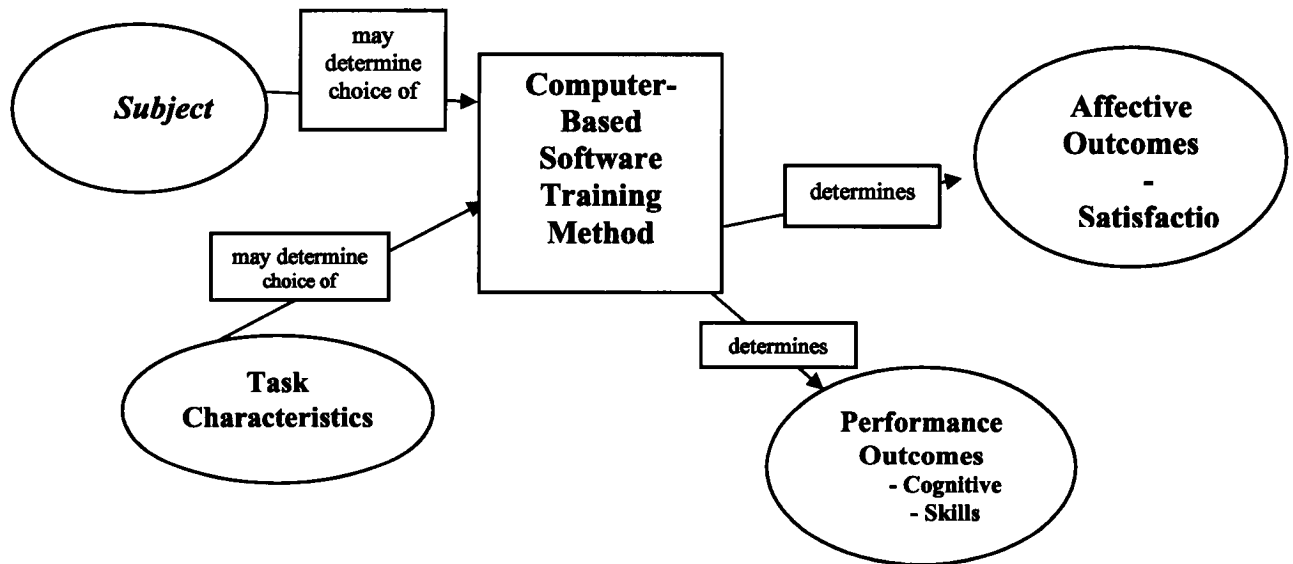 Subject
may
determine
choice of
Computer-
Based
Software
Training
Method
Affective
Outcomes
-
Satisfactio
determines
may determine
choice of
determines
Task
Characteristics
Performance
Outcomes
- Cognitive
- Skills